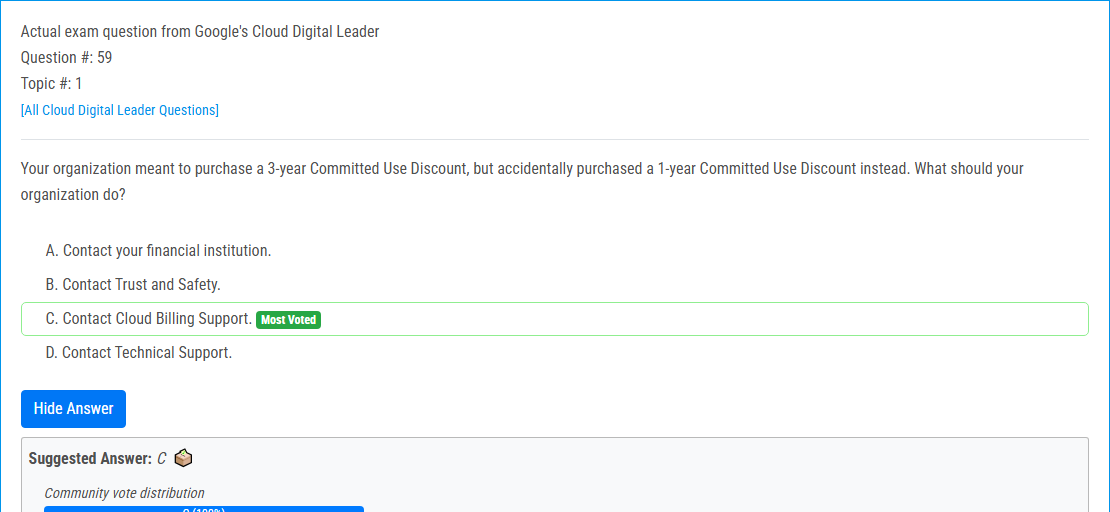 Actual exam question from Google's Cloud Digital Leader
Question #: 59
Topic #: 1
[All Cloud Digital Leader Questions]
Your organization meant to purchase a 3-year Committed Use Discount, but accidentally purchased a 1-year Committed Use Discount instead. What should your
organization do?
A. Contact your financial institution.
B. Contact Trust and Safety.
C. Contact Cloud Billing Support. Most Voted
D. Contact Technical Support.
Hide Answer
Suggested Answer: C
Community vote distribution